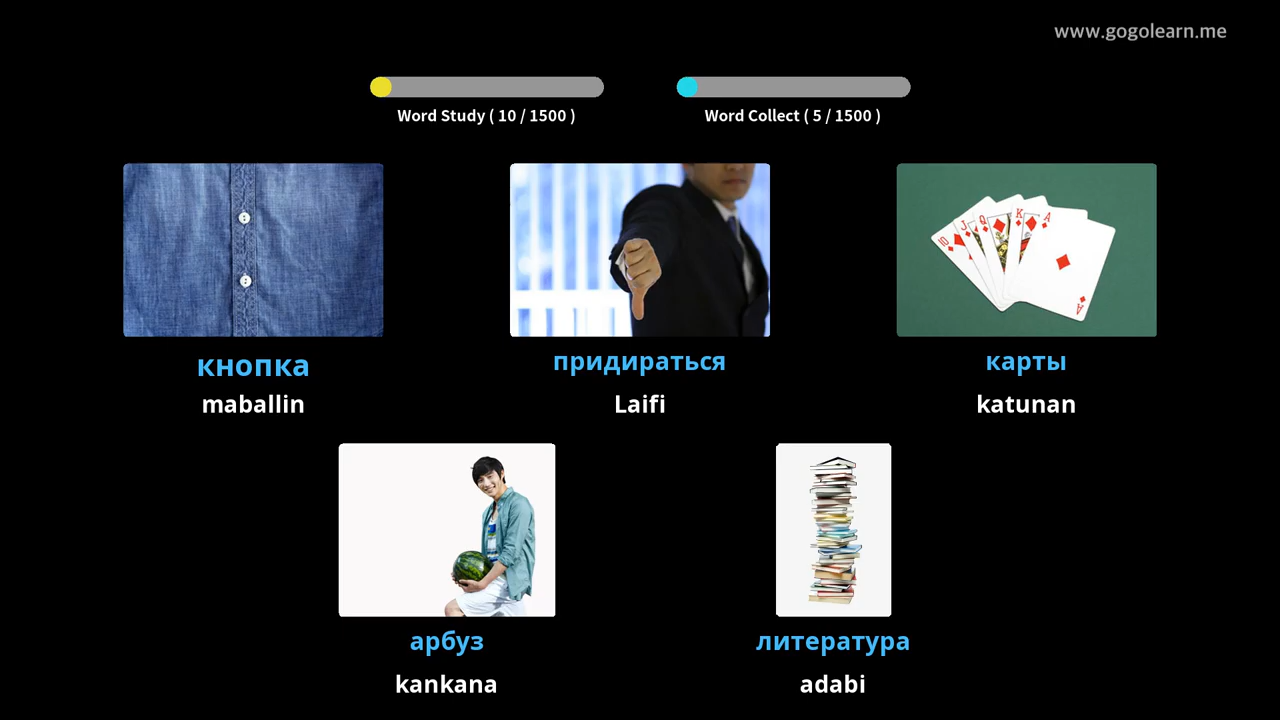 www.gogolearn.me
Word Study ( 10 / 1500 )
Word Collect ( 5 / 1500 )
кнопка
maballin
придираться
Laifi
карты
katunan
арбуз
kankana
литература
adabi